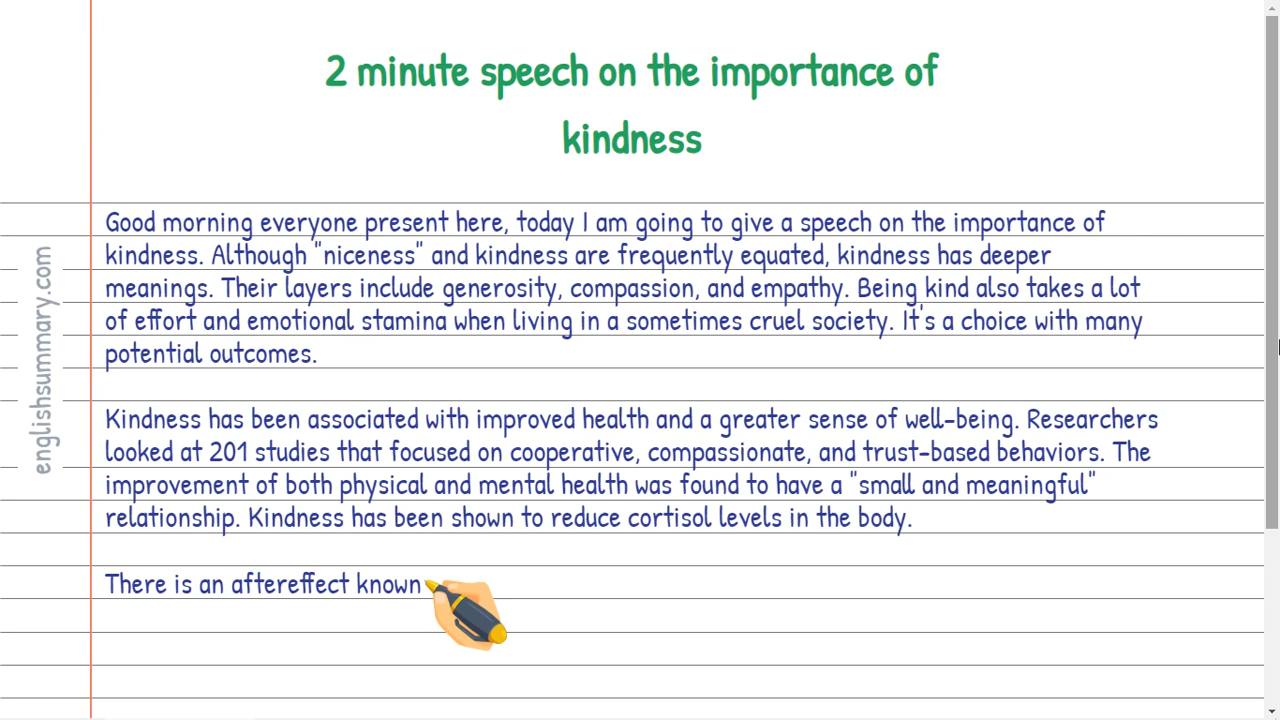 2 minute speech on the importance of
kindness
Good morning everyone present here, today I am going to give a speech on the importance of
kindness. Although "niceness" and kindness are frequently equated, kindness has deeper
meanings. Their layers include generosity, compassion, and empathy. Being kind also takes a lot
of effort and emotional stamina when living in a sometimes cruel society. It's a choice with many
potential outcomes.
Kindness has been associated with improved health and a greater sense of well-being. Researchers
looked at 201 studies that focused on cooperative, compassionate, and trust-based behaviors. The
improvement of both physical and mental health was found to have a "small and meaningful"
relationship. Kindness has been shown to reduce cortisol levels in the body.
There is an aftereffect known
englishsummary.com